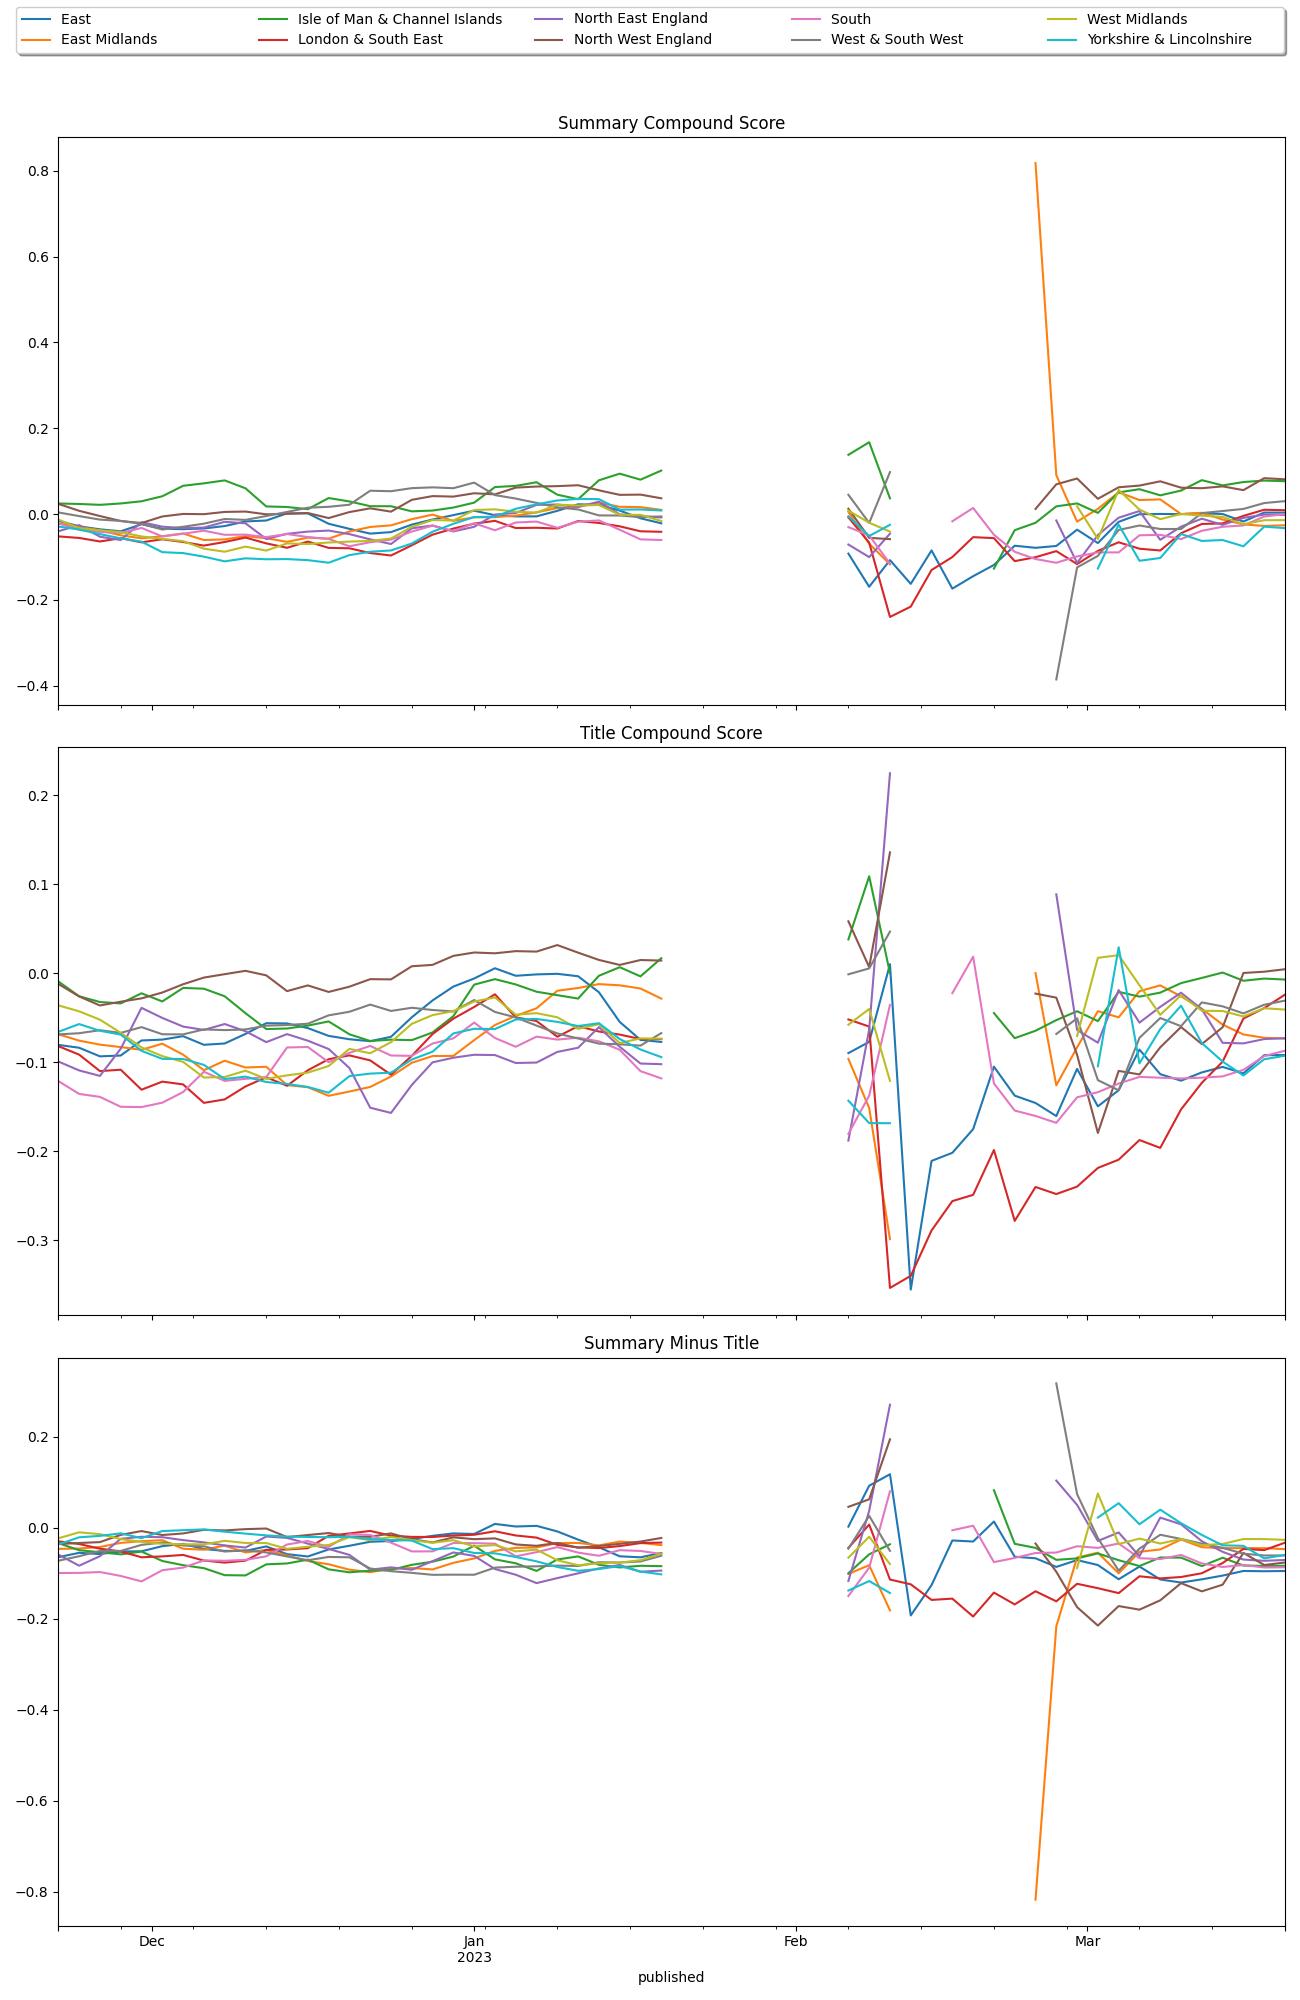 East Isle of Man & Channel Islands North East England South West Midlands
East Midlands London & South East North West England West & South West Yorkshire & Lincolnshire
Summary Compound Score
0.8
0.6
0.4
0.2
0.0
−0.2
−0.4
Title Compound Score
0.2
0.1
0.0
−0.1
−0.2
−0.3
Summary Minus Title
0.2
0.0
−0.2
−0.4
−0.6
−0.8
Dec Jan Feb Mar
2023
published